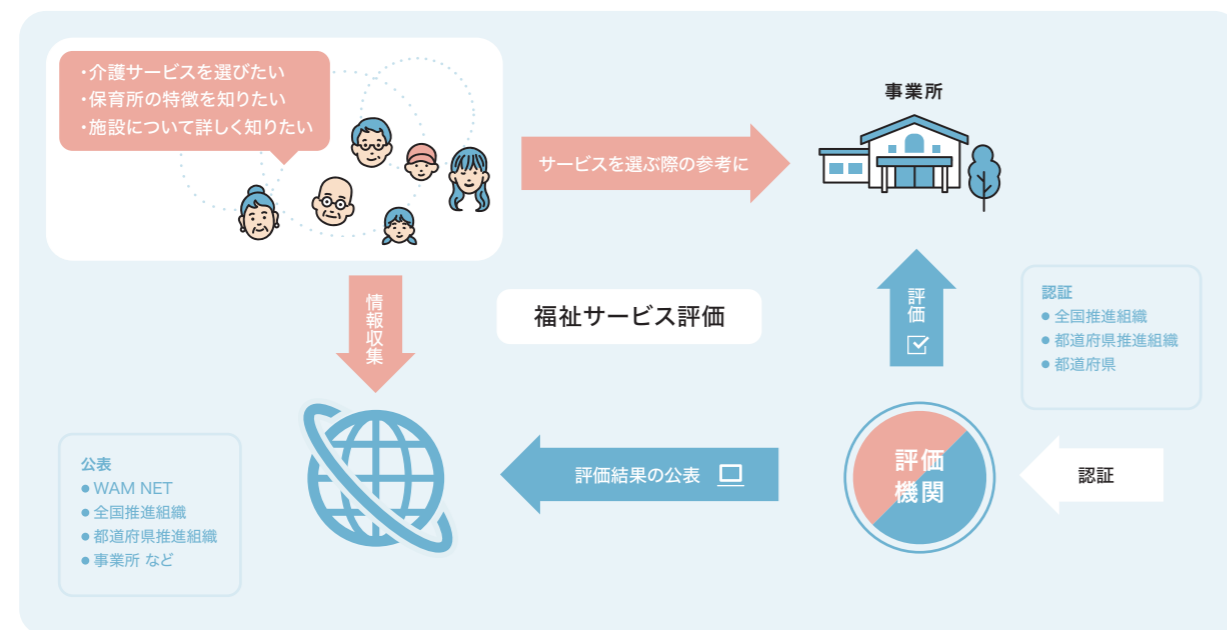 ・介護サービスを選びたい
・保育所の特徴を知りたい
・施設について詳しく知りたい
サービスを選ぶ際の参考に
事業所
情報収集
福祉サービス評価
評価
認証
● 全国推進組織
● 都道府県推進組織
● 都道府県
公表
● WAM NET
● 全国推進組織
● 都道府県推進組織
● 事業所 など
評価結果の公表
評価
機関
認証